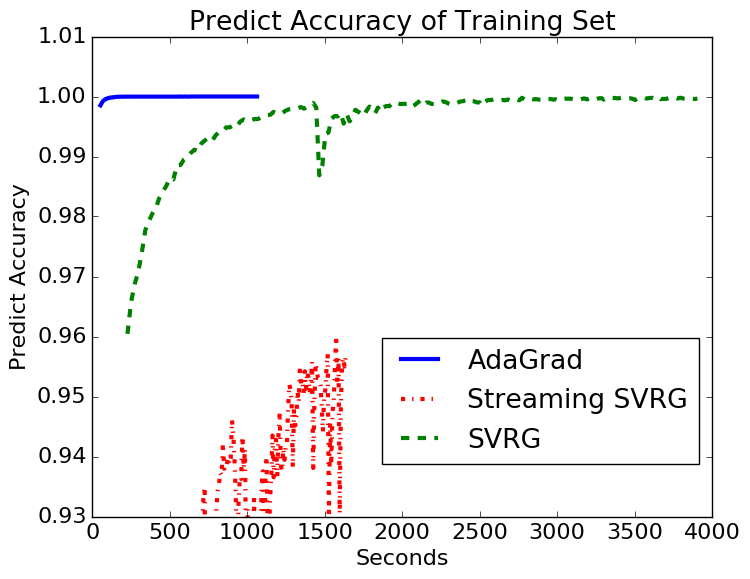 Predict Accuracy of Training Set
1.01
1.00
0.99
0.98
0.97
0.96
0.95
0.94
0.93
Predict Accuracy
AdaGrad
Streaming SVRG
SVRG
0 500 1000 1500 2000 2500 3000 3500 4000
Seconds